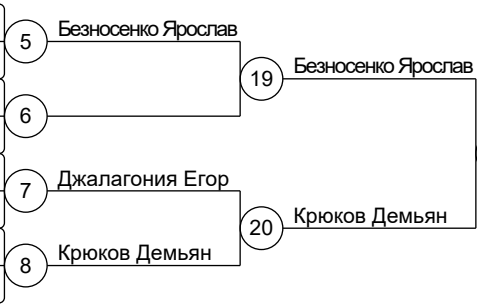 5 Безносенко Ярослав
19 Безносенко Ярослав
6
7 Джалагония Егор
20 Крюков Демьян
8 Крюков Демьян